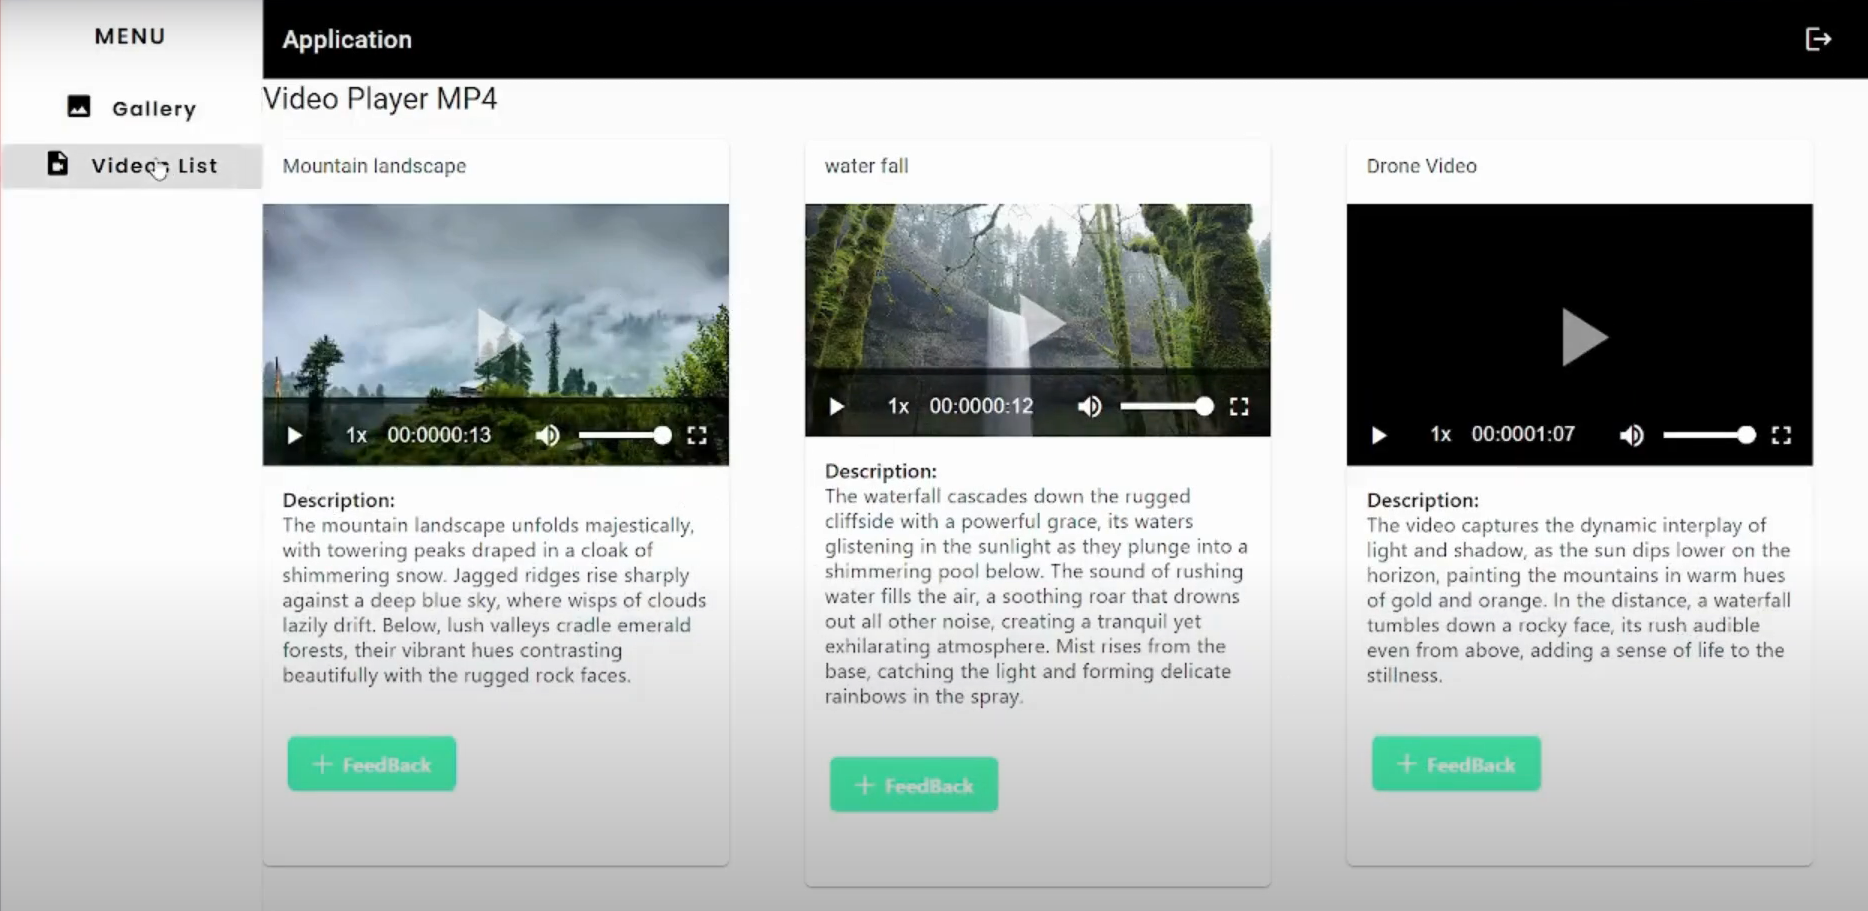 MENU
Gallery
Videos List
Application
Video Player MP4
Mountain landscape
1x 00:0000:13
Description:
The mountain landscape unfolds majestically,
with towering peaks draped in a cloak of
shimmering snow. Jagged ridges rise sharply
against a deep blue sky, where wisps of clouds
lazily drift. Below, lush valleys cradle emerald
forests, their vibrant hues contrasting
beautifully with the rugged rock faces.
+ FeedBack
water fall
1x 00:0000:12
Description:
The waterfall cascades down the rugged
cliffside with a powerful grace, its waters
glistening in the sunlight as they plunge into a
shimmering pool below. The sound of rushing
water fills the air, a soothing roar that drowns
out all other noise, creating a tranquil yet
exhilarating atmosphere. Mist rises from the
base, catching the light and forming delicate
rainbows in the spray.
+ FeedBack
Drone Video
1x 00:0001:07
Description:
The video captures the dynamic interplay of
light and shadow, as the sun dips lower on the
horizon, painting the mountains in warm hues
of gold and orange. In the distance, a waterfall
tumbles down a rocky face, its rush audible
even from above, adding a sense of life to the
stillness.
+ FeedBack